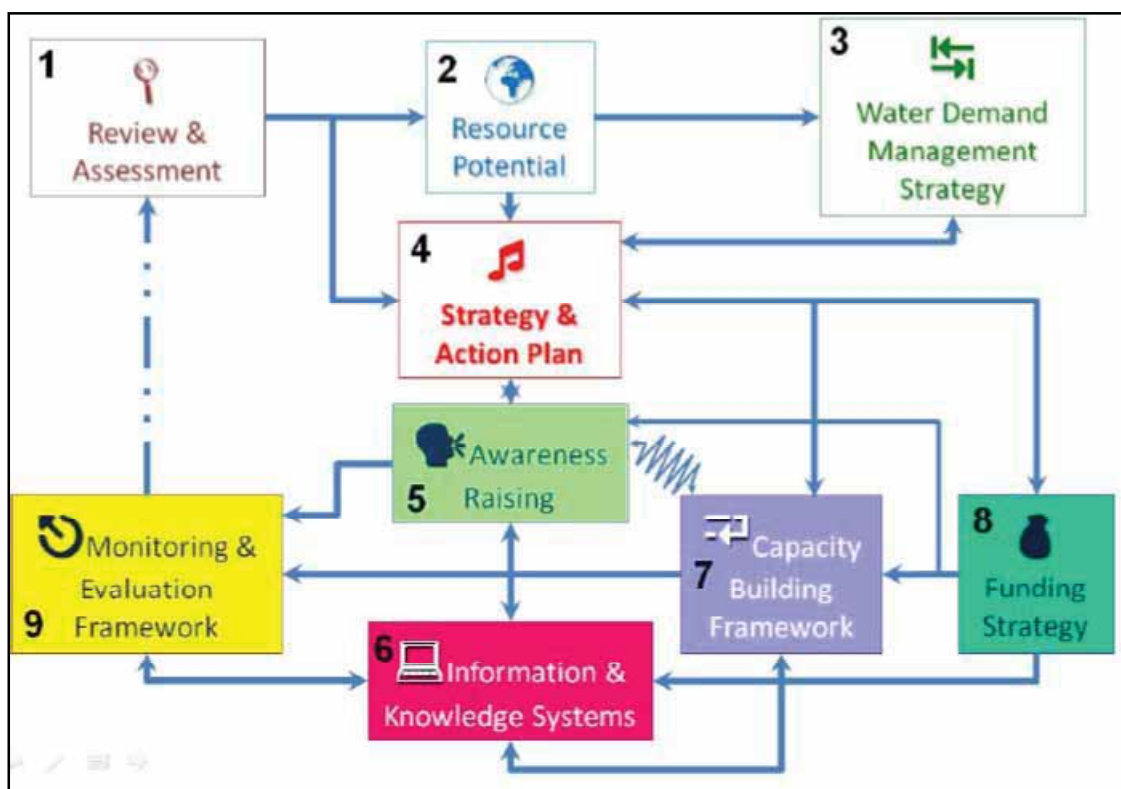 1
Review &
Assessment
2
Resource
Potential
3
Water Demand
Management
Strategy
4
Strategy &
Action Plan
5
Awareness
Raising
6
Information &
Knowledge Systems
7
Capacity
Building
Framework
8
Funding
Strategy
9
Monitoring &
Evaluation
Framework